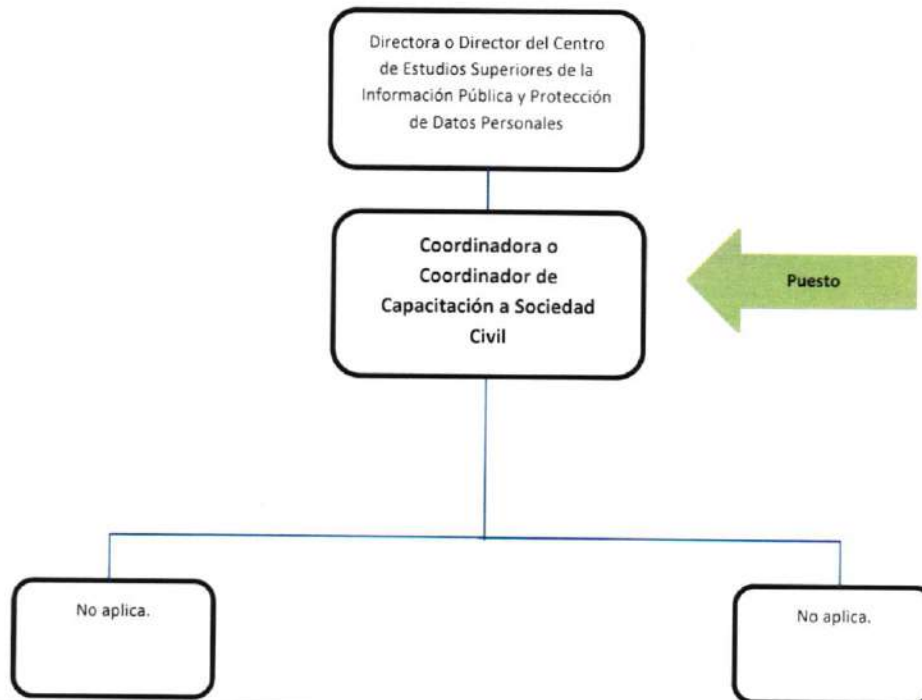 Directora o Director del Centro
de Estudios Superiores de la
Información Pública y Protección
de Datos Personales
Coordinadora o
Coordinador de
Capacitación a Sociedad
Civil
Puesto
No aplica.
No aplica.